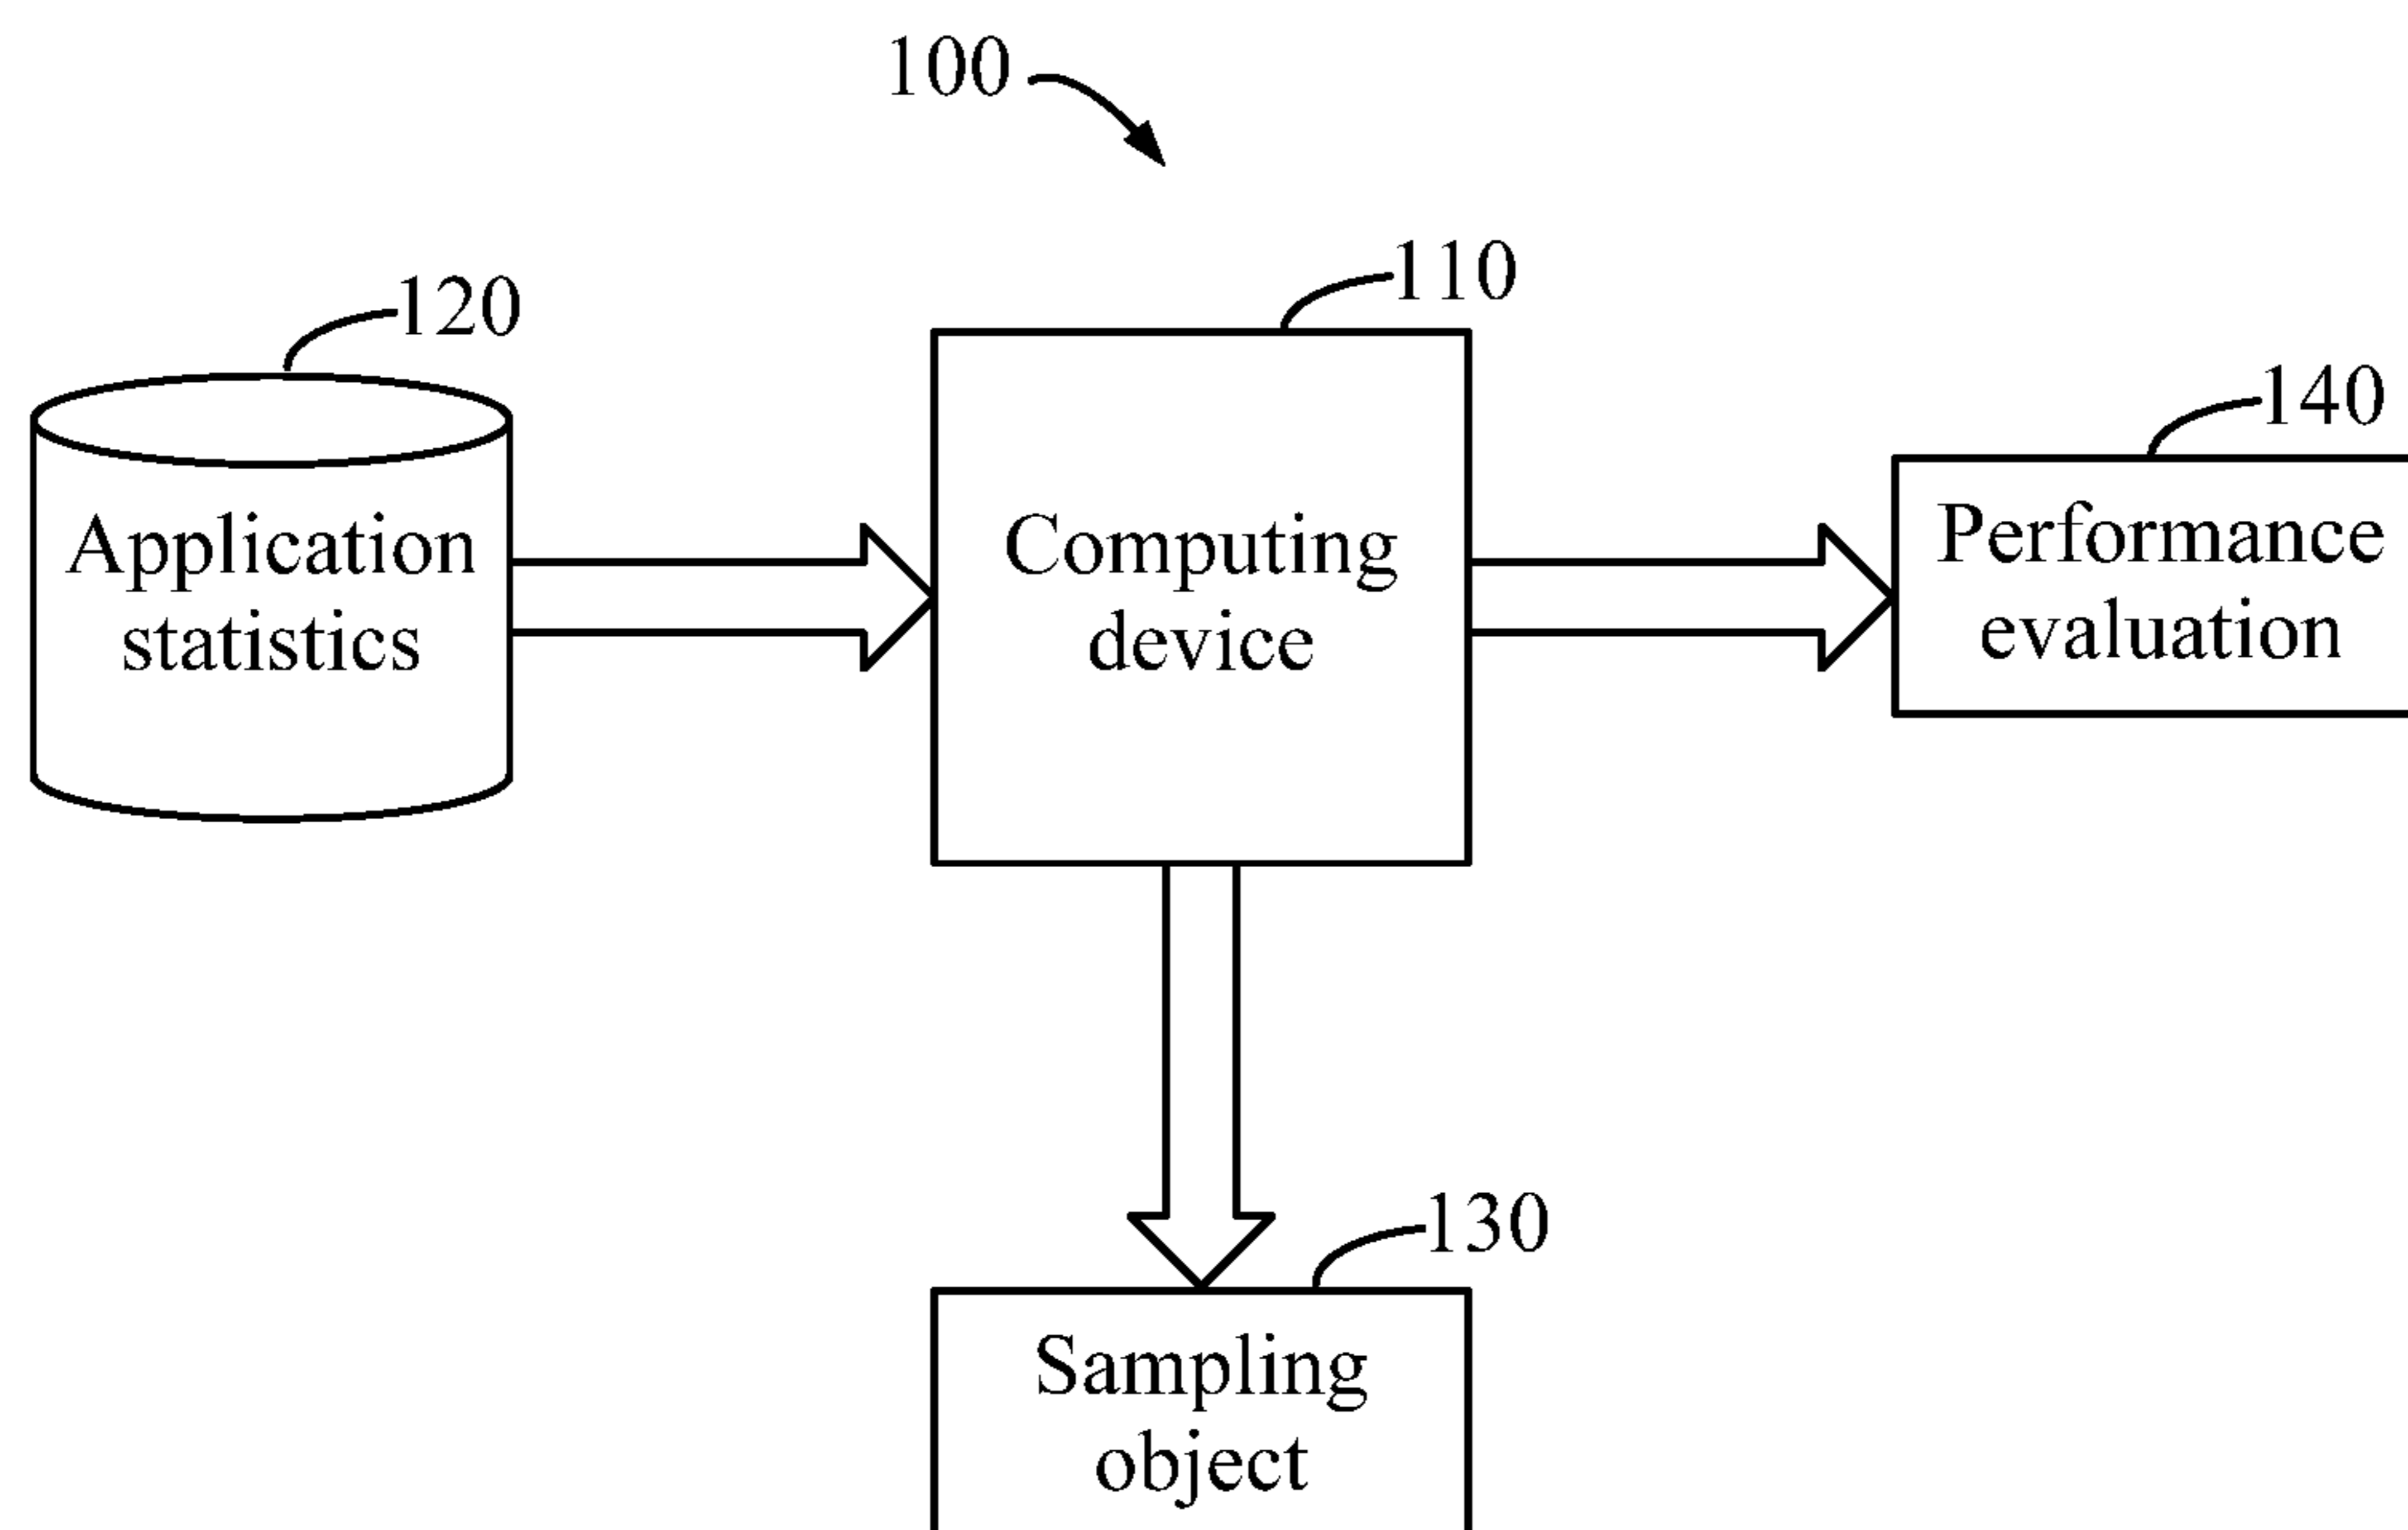 100
110
120
140
Application
statistics
Computing
device
Performance
evaluation
130
Sampling
object